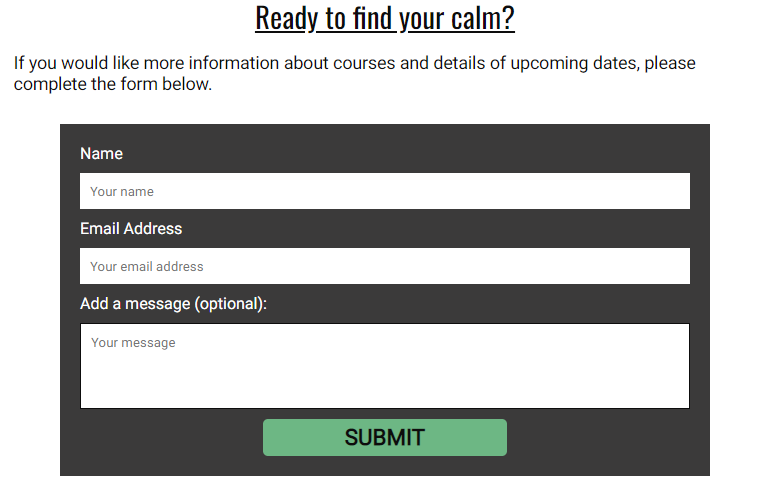 Ready to find your calm?
If you would like more information about courses and details of upcoming dates, please
complete the form below.
Name
Your name
Email Address
Your email address
Add a message (optional):
Your message
SUBMIT